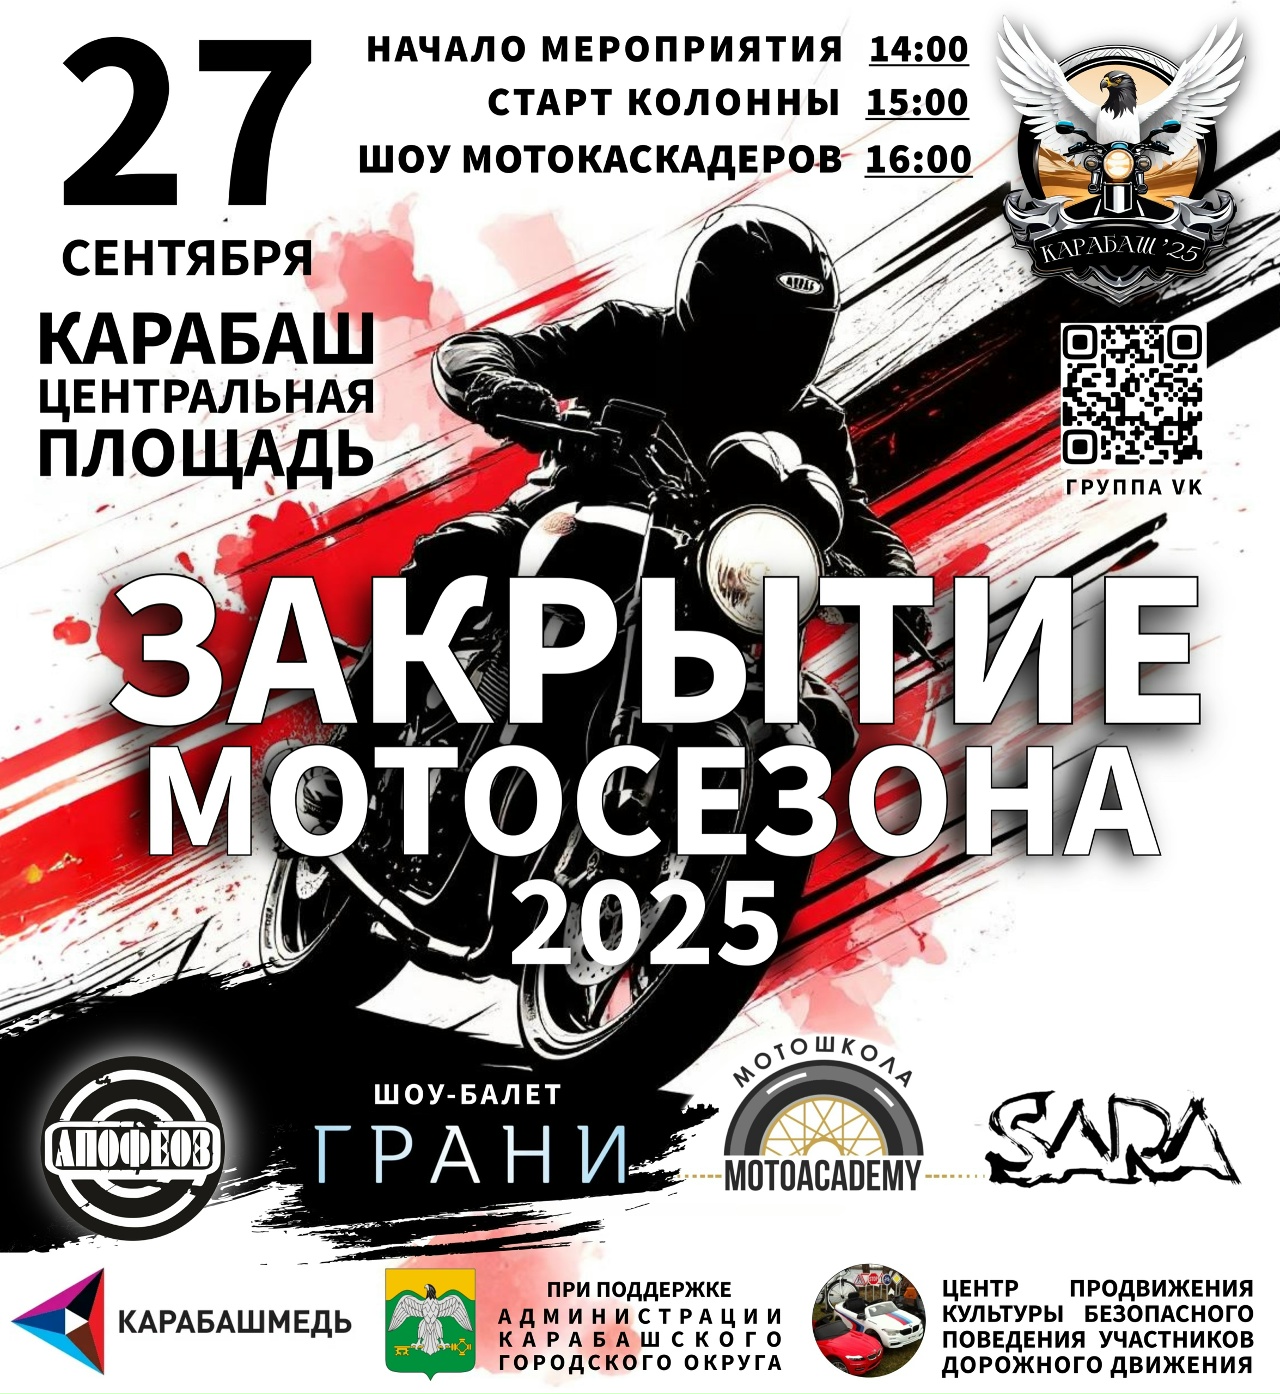 27
СЕНТЯБРЯ
НАЧАЛО МЕРОПРИЯТИЯ 14:00
СТАРТ КОЛОННЫ 15:00
ШОУ МОТОКАСКАДЕРОВ 16:00
КАРАБАШ '25
КАРАБАШ
ЦЕНТРАЛЬНАЯ
ПЛОЩАДЬ
ГРУППА VK
ЗАКРЫТИЕ
МОТОСЕЗОНА
2025
АПОФЕОЗ
ШОУ-БАЛЕТ
ГРАНИ
МОТОШКОЛА
MOTOACADEMY
SARA
КАРАБАШМЕДЬ
ПРИ ПОДДЕРЖКЕ
АДМИНИСТРАЦИИ
КАРАБАШСКОГО
ГОРОДСКОГО ОКРУГА
ЦЕНТР ПРОДВИЖЕНИЯ
КУЛЬТУРЫ БЕЗОПАСНОГО
ПОВЕДЕНИЯ УЧАСТНИКОВ
ДОРОЖНОГО ДВИЖЕНИЯ